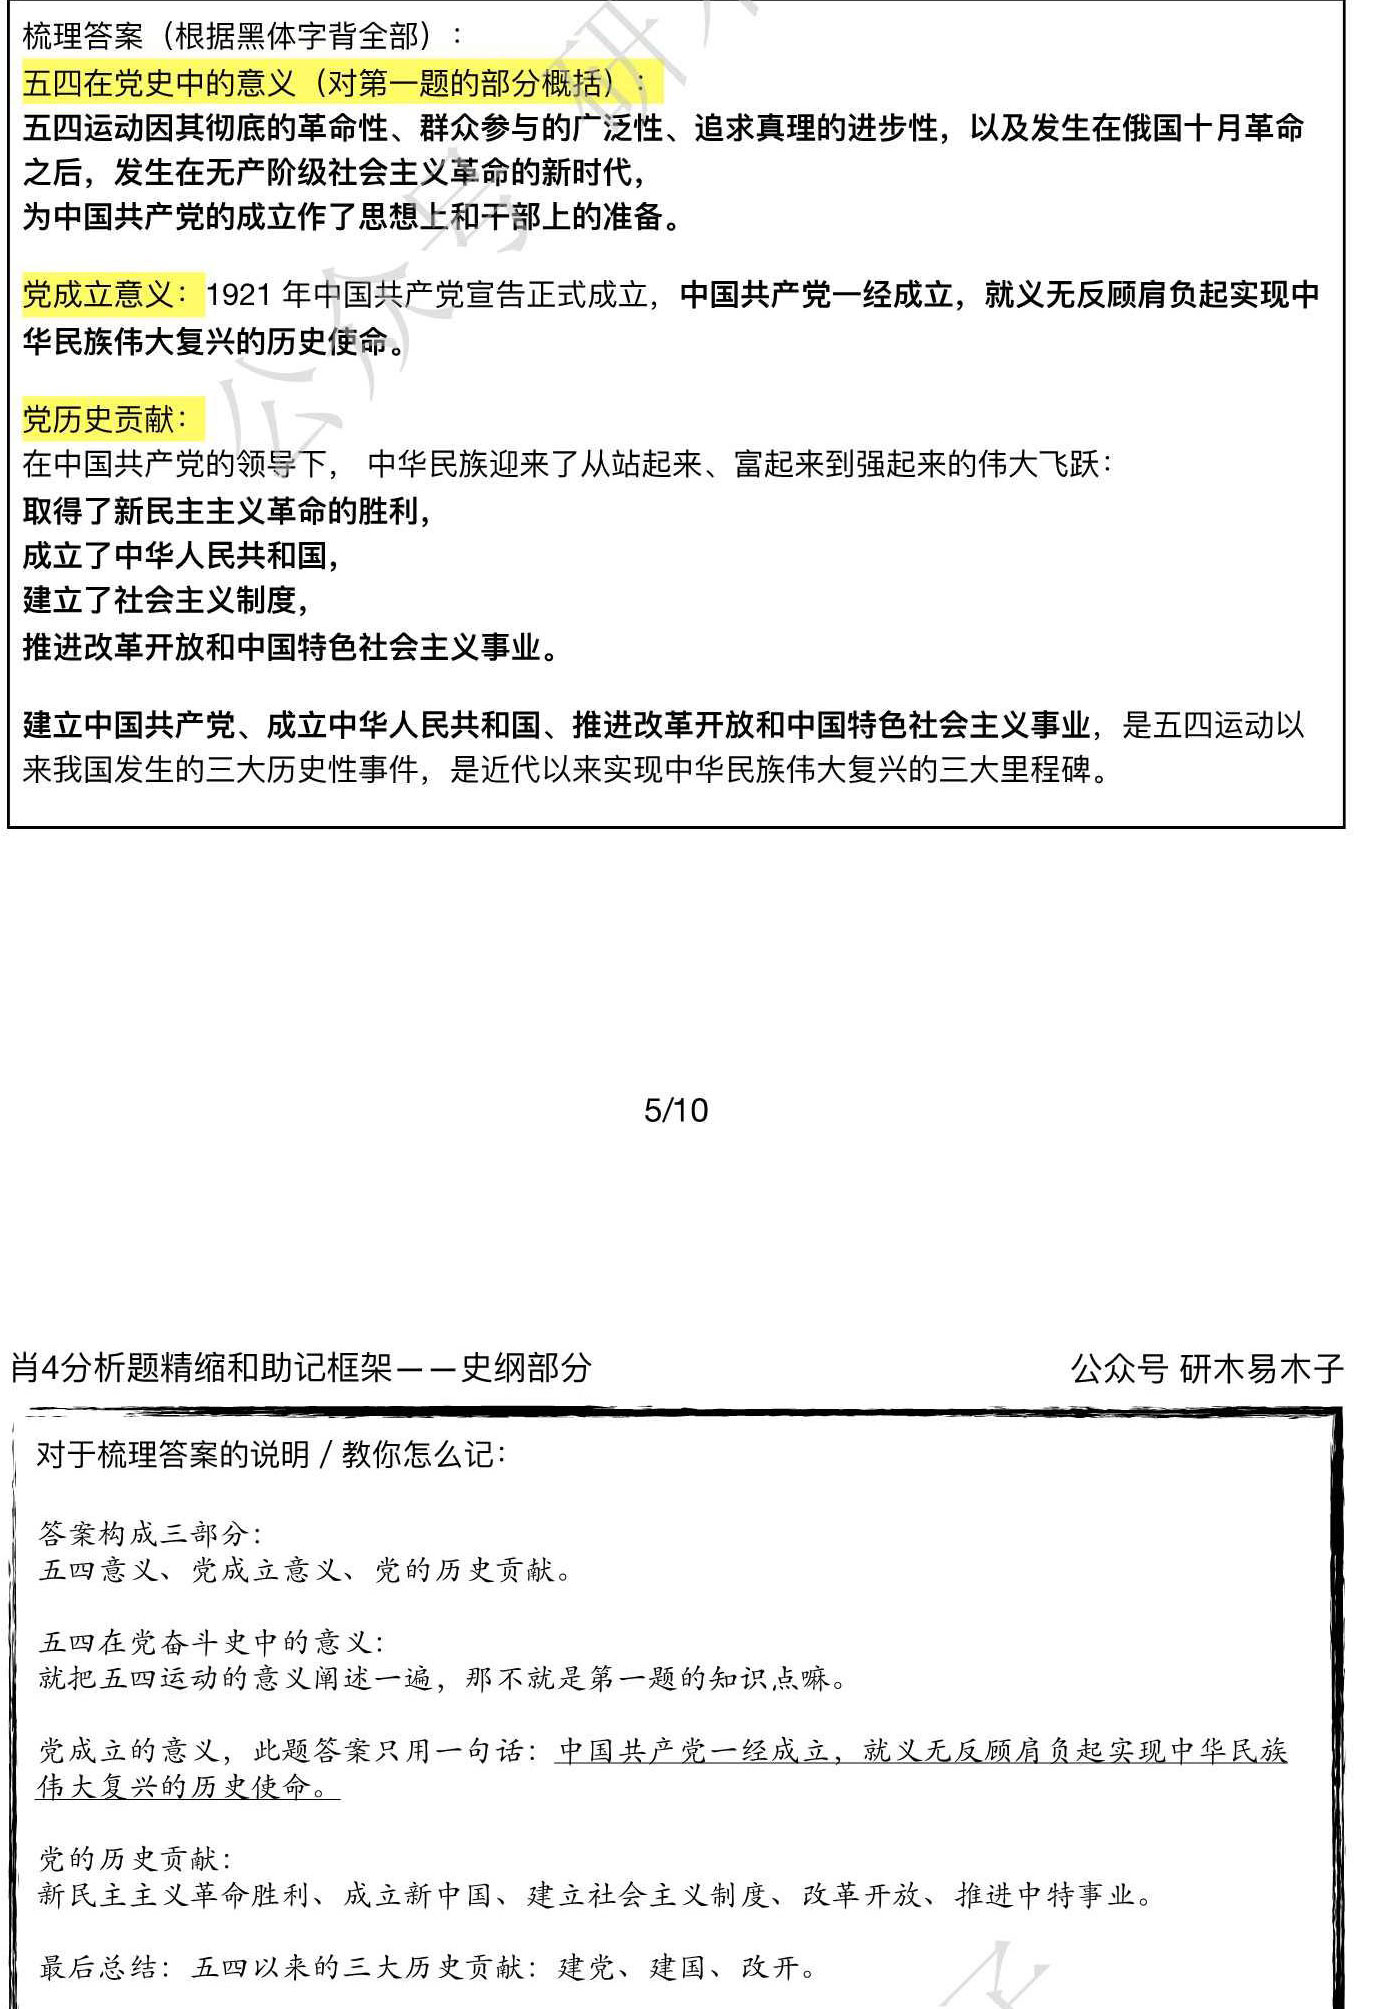 梳理答案（根据黑体字背全部）：
五四在党史中的意义（对第一题的部分概括）：
五四运动因其彻底的革命性、群众参与的广泛性、追求真理的进步性，以及发生在俄国十月革命
之后，发生在无产阶级社会主义革命的新时代，
为中国共产党的成立作了思想上和干部上的准备。
党成立意义：1921 年中国共产党宣告正式成立，中国共产党一经成立，就义无反顾肩负起实现中
华民族伟大复兴的历史使命。
党历史贡献：
在中国共产党的领导下， 中华民族迎来了从站起来、富起来到强起来的伟大飞跃：
取得了新民主主义革命的胜利，
成立了中华人民共和国，
建立了社会主义制度，
推进改革开放和中国特色社会主义事业。
建立中国共产党、成立中华人民共和国、推进改革开放和中国特色社会主义事业，是五四运动以
来我国发生的三大历史性事件，是近代以来实现中华民族伟大复兴的三大里程碑。
公众号 研木
5/10
肖4分析题精缩和助记框架——史纲部分 公众号 研木易木子
对于梳理答案的说明 / 教你怎么记：
答案构成三部分：
五四意义、党成立意义、党的历史贡献。
五四在党奋斗史中的意义：
就把五四运动的意义阐述一遍，那不就是第一题的知识点嘛。
党成立的意义，此题答案只用一句话：中国共产党一经成立，就义无反顾肩负起实现中华民族
伟大复兴的历史使命。
党的历史贡献：
新民主主义革命胜利、成立新中国、建立社会主义制度、改革开放、推进中特事业。
最后总结：五四以来的三大历史贡献：建党、建国、改开。
子